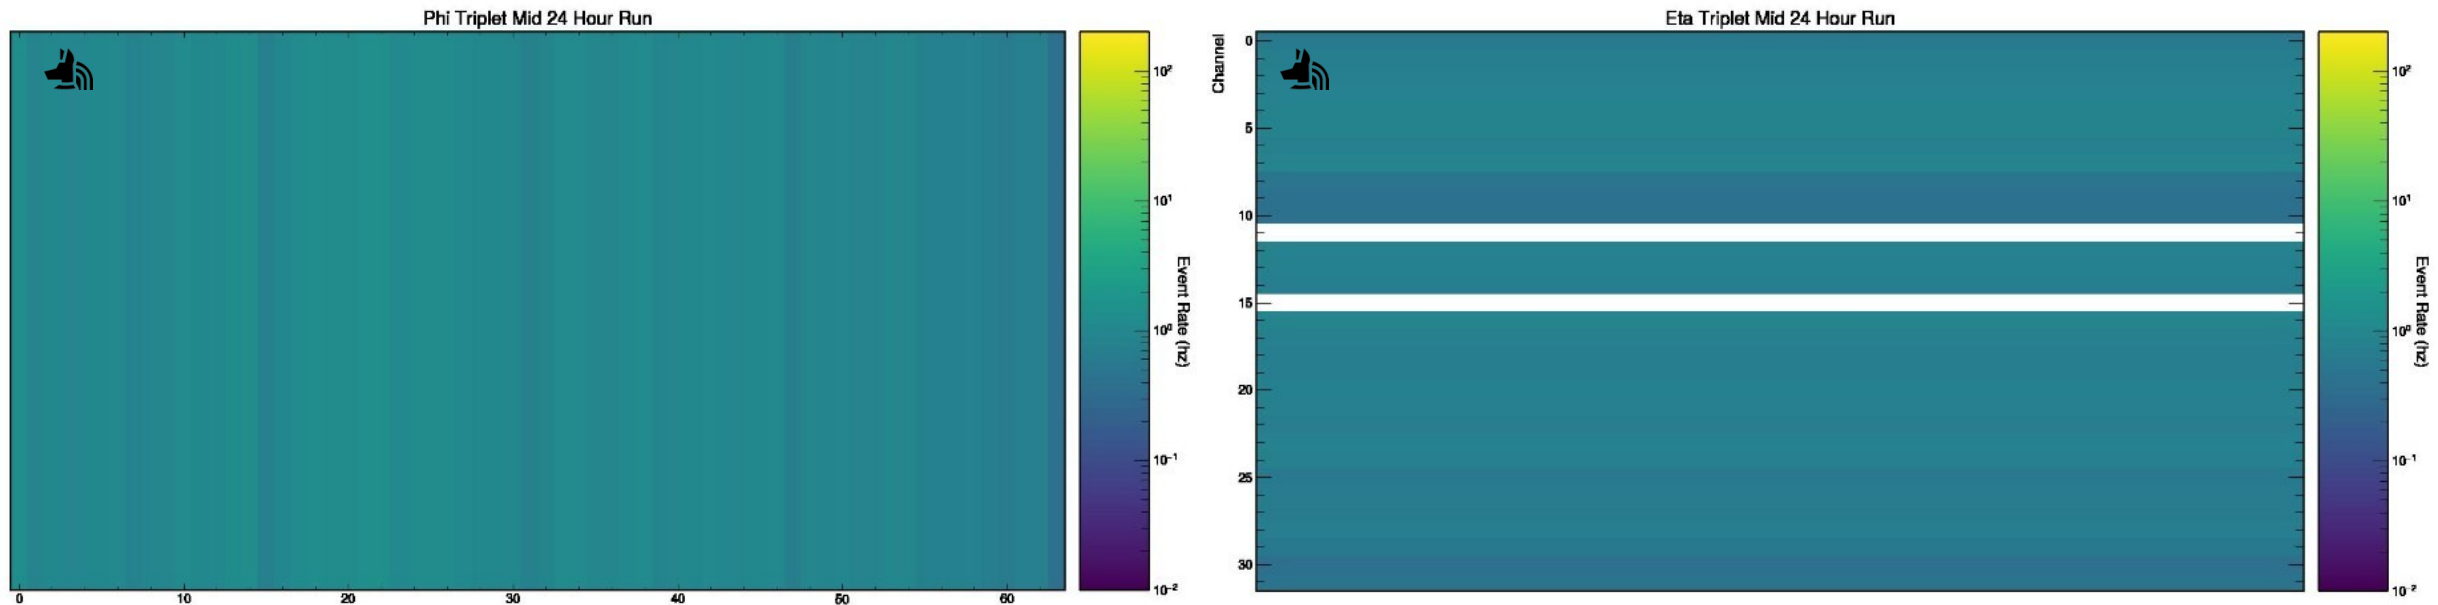 Phi Triplet Mid 24 Hour Run
10²
10¹
10⁰
10⁻¹
10⁻²
Event Rate (hz)
0 10 20 30 40 50 60
Eta Triplet Mid 24 Hour Run
Channel
0
5
10
15
20
25
30
10²
10¹
10⁰
10⁻¹
10⁻²
Event Rate (hz)